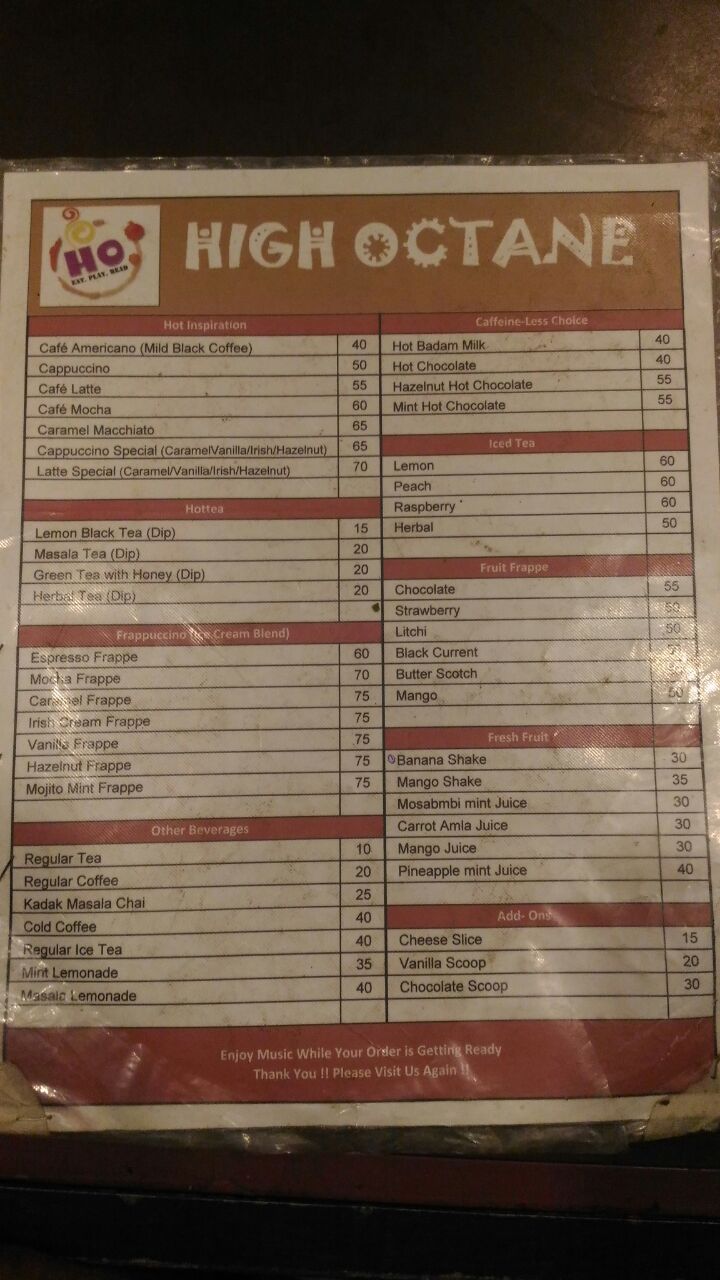 HO
EAT. PLAY. READ
HIGH OCTANE
Hot Inspiration
Café Americano (Mild Black Coffee) 40
Cappuccino 50
Café Latte 55
Café Mocha 60
Caramel Macchiato 65
Cappuccino Special (CaramelVanilla/Irish/Hazelnut) 65
Latte Special (Caramel/Vanilla/Irish/Hazelnut) 70
Hottea
Lemon Black Tea (Dip) 15
Masala Tea (Dip) 20
Green Tea with Honey (Dip) 20
Herbal Tea (Dip) 20
Frappuccino (Ice Cream Blend)
Espresso Frappe 60
Mocha Frappe 70
Caramel Frappe 75
Irish Cream Frappe 75
Vanilla Frappe 75
Hazelnut Frappe 75
Mojito Mint Frappe 75
Other Beverages
Regular Tea 10
Regular Coffee 20
Kadak Masala Chai 25
Cold Coffee 40
Regular Ice Tea 40
Mint Lemonade 35
Masala Lemonade 40
Caffeine-Less Choice
Hot Badam Milk 40
Hot Chocolate 40
Hazelnut Hot Chocolate 55
Mint Hot Chocolate 55
Iced Tea
Lemon 60
Peach 60
Raspberry 60
Herbal 50
Fruit Frappe
Chocolate 55
Strawberry 50
Litchi 50
Black Current
Butter Scotch
Mango 50
Fresh Fruit
Banana Shake 30
Mango Shake 35
Mosabmbi mint Juice 30
Carrot Amla Juice 30
Mango Juice 30
Pineapple mint Juice 40
Add- Ons
Cheese Slice 15
Vanilla Scoop 20
Chocolate Scoop 30
Enjoy Music While Your Order is Getting Ready
Thank You !! Please Visit Us Again !!